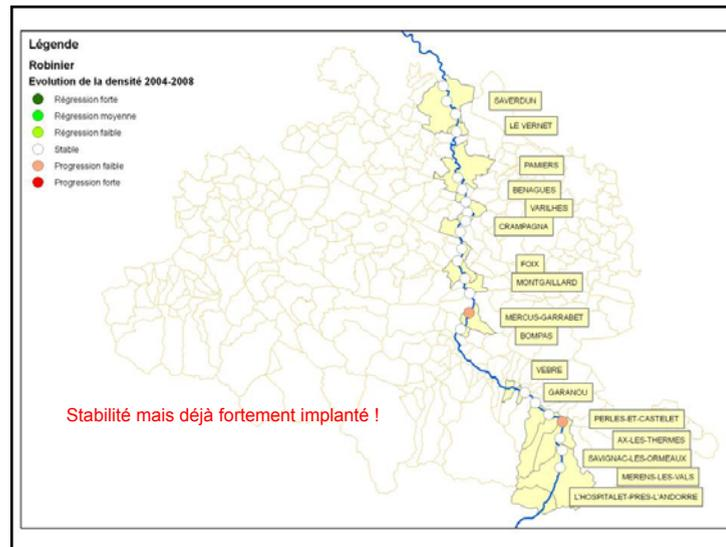 Légende
Robinier
Evolution de la densité 2004-2008
Régression forte
Régression moyenne
Régression faible
Stable
Progression faible
Progression forte
SAVERDUN
LE VERNET
PAMIERS
BENAGUES
VARILHES
CRAMPAGNA
FOIX
MONTGAILLARD
MERCUS-GARRABET
BOMPAS
VEBRE
GARANOU
Stabilité mais déjà fortement implanté !
PERLES-ET-CASTELET
AX-LES-THERMES
SAVIGNAC-LES-ORMEAUX
MERENS-LES-VALS
L'HOSPITALET-PRES-L'ANDORRE